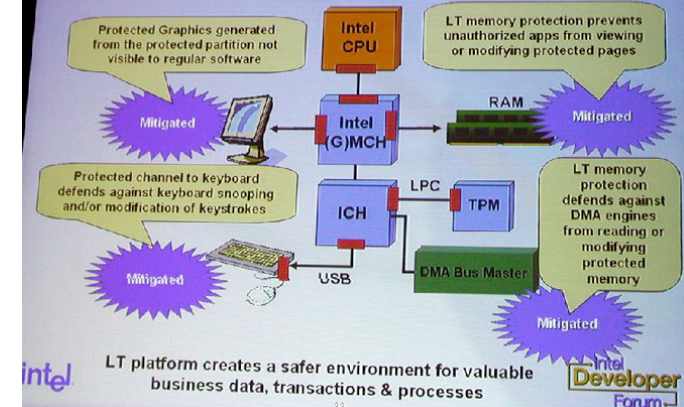 Protected Graphics generated
from the protected partition not
visible to regular software
Intel
CPU
LT memory protection prevents
unauthorized apps from viewing
or modifying protected pages
Mitigated
Intel
(G)MCH
RAM
Mitigated
Protected channel to keyboard
defends against keyboard snooping
and/or modification of keystrokes
ICH
LPC
TPM
LT memory
protection
defends against
DMA engines
from reading or
modifying
protected
memory
Mitigated
USB
DMA Bus Master
Mitigated
intel
LT platform creates a safer environment for valuable
business data, transactions & processes
Intel
Developer
Forum